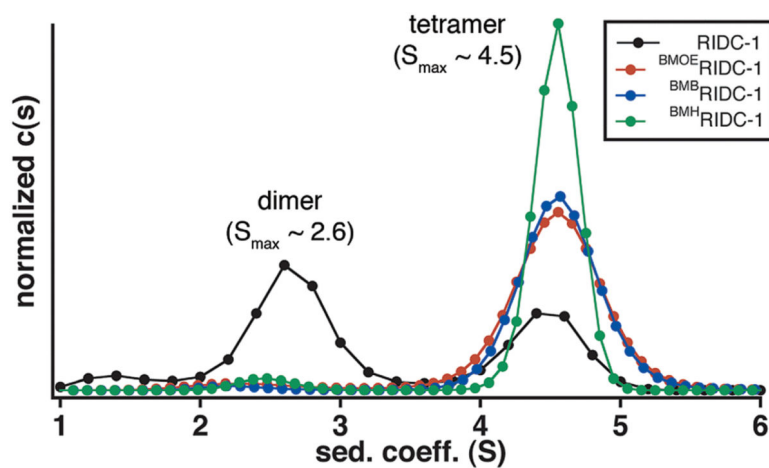 tetramer
(Smax ~ 4.5)
RIDC-1
BMOERIDC-1
BMBRIDC-1
BMHRIDC-1
dimer
(Smax ~ 2.6)
normalized c(s)
1 2 3 4 5 6
sed. coeff. (S)